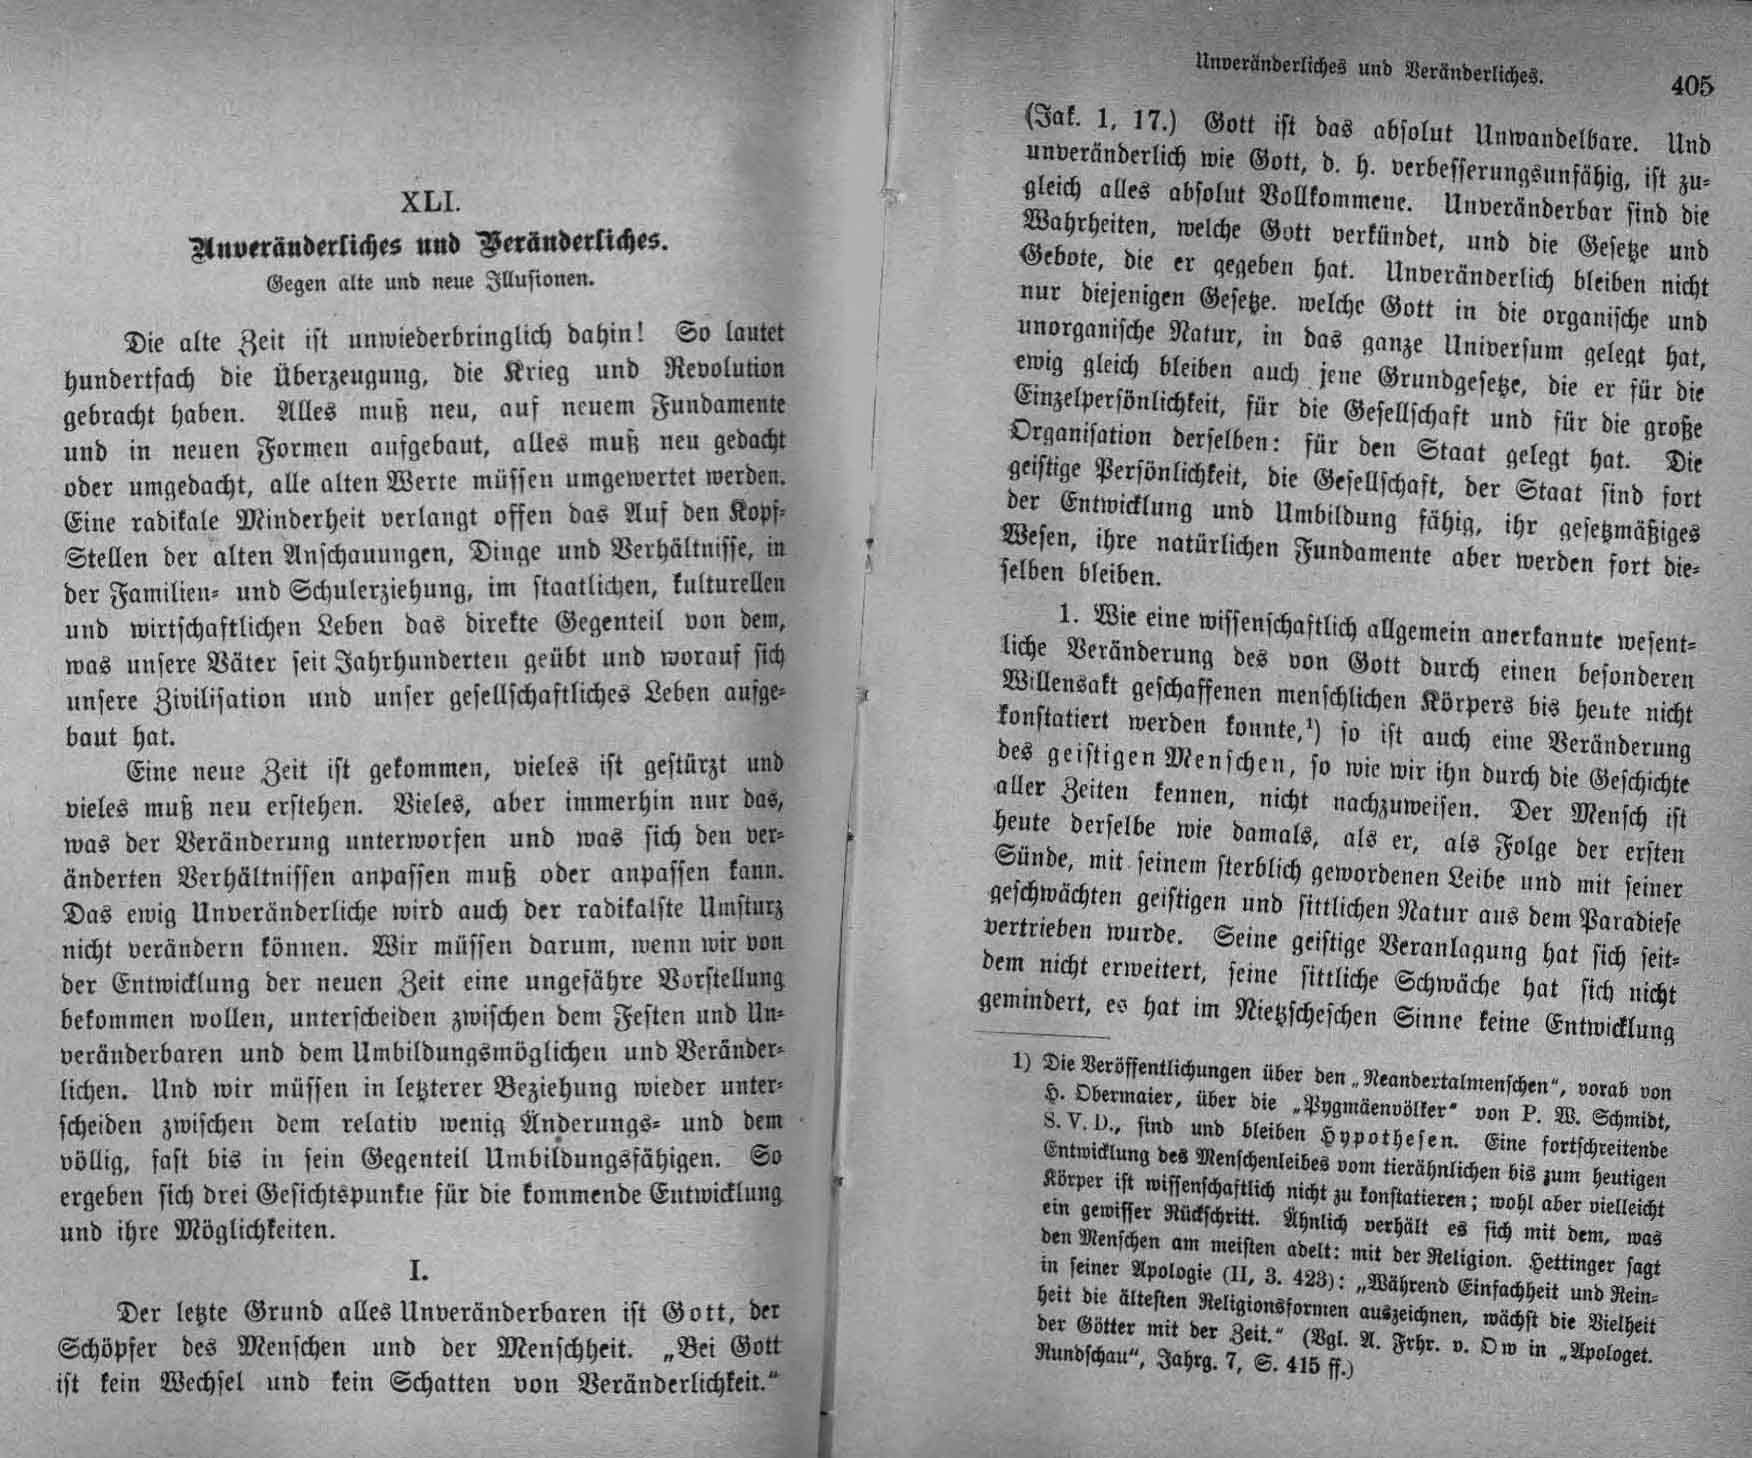 XLI.
Unveränderliches und Veränderliches.
Gegen alte und neue Illusionen.
Die alte Zeit ist unwiederbringlich dahin! So lautet
hundertfach die Überzeugung, die Krieg und Revolution
gebracht haben. Alles muß neu, auf neuem Fundamente
und in neuen Formen aufgebaut, alles muß neu gedacht
oder umgedacht, alle alten Werte müssen umgewertet werden.
Eine radikale Minderheit verlangt offen das Auf den Kopf-
Stellen der alten Anschauungen, Dinge und Verhältnisse, in
der Familien- und Schulerziehung, im staatlichen, kulturellen
und wirtschaftlichen Leben das direkte Gegenteil von dem,
was unsere Väter seit Jahrhunderten geübt und worauf sich
unsere Zivilisation und unser gesellschaftliches Leben aufge-
baut hat.
Eine neue Zeit ist gekommen, vieles ist gestürzt und
vieles muß neu erstehen. Vieles, aber immerhin nur das,
was der Veränderung unterworfen und was sich den ver-
änderten Verhältnissen anpassen muß oder anpassen kann.
Das ewig Unveränderliche wird auch der radikalste Umsturz
nicht verändern können. Wir müssen darum, wenn wir von
der Entwicklung der neuen Zeit eine ungefähre Vorstellung
bekommen wollen, unterscheiden zwischen dem Festen und Un-
veränderbaren und dem Umbildungsmöglichen und Veränder-
lichen. Und wir müssen in letzterer Beziehung wieder unter-
scheiden zwischen dem relativ wenig Änderungs- und dem
völlig, fast bis in sein Gegenteil Umbildungsfähigen. So
ergeben sich drei Gesichtspunkte für die kommende Entwicklung
und ihre Möglichkeiten.
I.
Der letzte Grund alles Unveränderbaren ist Gott, der
Schöpfer des Menschen und der Menschheit. „Bei Gott
ist kein Wechsel und kein Schatten von Veränderlichkeit.“
Unveränderliches und Veränderliches. 405
(Jak. 1, 17.) Gott ist das absolut Unwandelbare. Und
unveränderlich wie Gott, d. h. verbesserungsunfähig, ist zu-
gleich alles absolut Vollkommene. Unveränderbar sind die
Wahrheiten, welche Gott verkündet, und die Gesetze und
Gebote, die er gegeben hat. Unveränderlich bleiben nicht
nur diejenigen Gesetze. welche Gott in die organische und
unorganische Natur, in das ganze Universum gelegt hat,
ewig gleich bleiben auch jene Grundgesetze, die er für die
Einzelpersönlichkeit, für die Gesellschaft und für die große
Organisation derselben: für den Staat gelegt hat. Die
geistige Persönlichkeit, die Gesellschaft, der Staat sind fort
der Entwicklung und Umbildung fähig, ihr gesetzmäßiges
Wesen, ihre natürlichen Fundamente aber werden fort die-
selben bleiben.
1. Wie eine wissenschaftlich allgemein anerkannte wesent-
liche Veränderung des von Gott durch einen besonderen
Willensakt geschaffenen menschlichen Körpers bis heute nicht
konstatiert werden konnte,¹) so ist auch eine Veränderung
des geistigen Menschen, so wie wir ihn durch die Geschichte
aller Zeiten kennen, nicht nachzuweisen. Der Mensch ist
heute derselbe wie damals, als er, als Folge der ersten
Sünde, mit seinem sterblich gewordenen Leibe und mit seiner
geschwächten geistigen und sittlichen Natur aus dem Paradiese
vertrieben wurde. Seine geistige Veranlagung hat sich seit-
dem nicht erweitert, seine sittliche Schwäche hat sich nicht
gemindert, es hat im Nietzscheschen Sinne keine Entwicklung
1) Die Veröffentlichungen über den „Neandertalmenschen“, vorab von
H. Obermaier, über die „Pygmäenvölker“ von P. W. Schmidt,
S. V. D., sind und bleiben Hypothesen. Eine fortschreitende
Entwicklung des Menschenleibes vom tierähnlichen bis zum heutigen
Körper ist wissenschaftlich nicht zu konstatieren; wohl aber vielleicht
ein gewisser Rückschritt. Ähnlich verhält es sich mit dem, was
den Menschen am meisten adelt: mit der Religion. Hettinger sagt
in seiner Apologie (II, 3. 423): „Während Einfachheit und Rein-
heit die ältesten Religionsformen auszeichnen, wächst die Vielheit
der Götter mit der Zeit.“ (Vgl. A. Frhr. v. Ow in „Apologet.
Rundschau“, Jahrg. 7, S. 415 ff.)